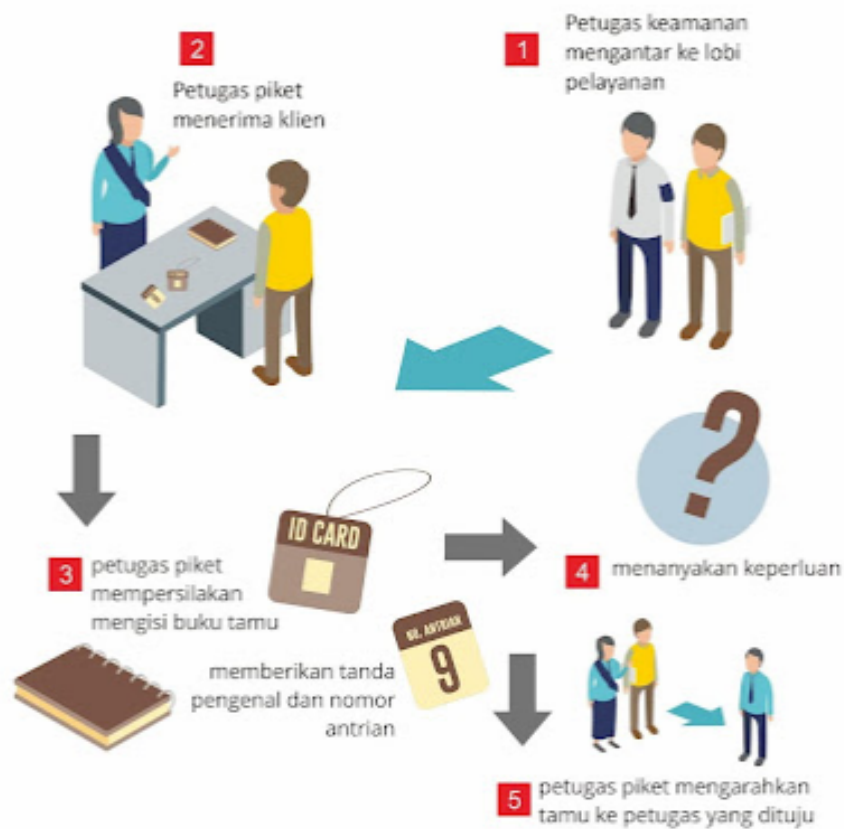 1
Petugas keamanan
mengantar ke lobi
pelayanan
2
Petugas piket
menerima klien
3
petugas piket
mempersilakan
mengisi buku tamu
ID CARD
NO. ANTRIAN
9
memberikan tanda
pengenal dan nomor
antrian
4
menanyakan keperluan
5
petugas piket mengarahkan
tamu ke petugas yang dituju